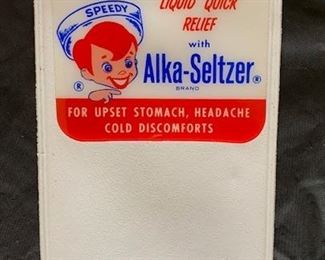 SPEEDY
LIQUID QUICK
RELIEF
with
Alka-Seltzer®
BRAND
®
FOR UPSET STOMACH, HEADACHE
COLD DISCOMFORTS